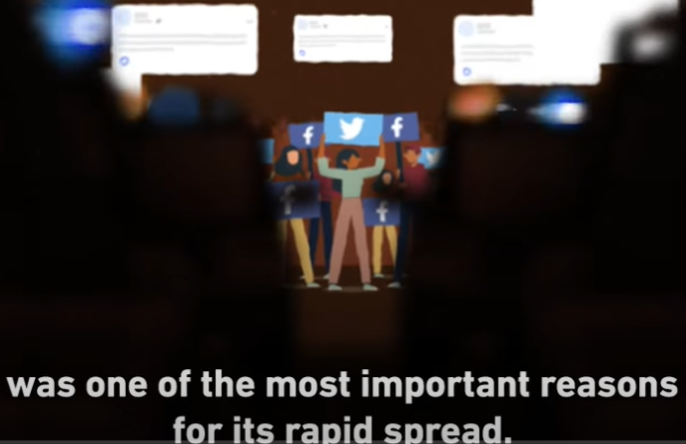 was one of the most important reasons
for its rapid spread.